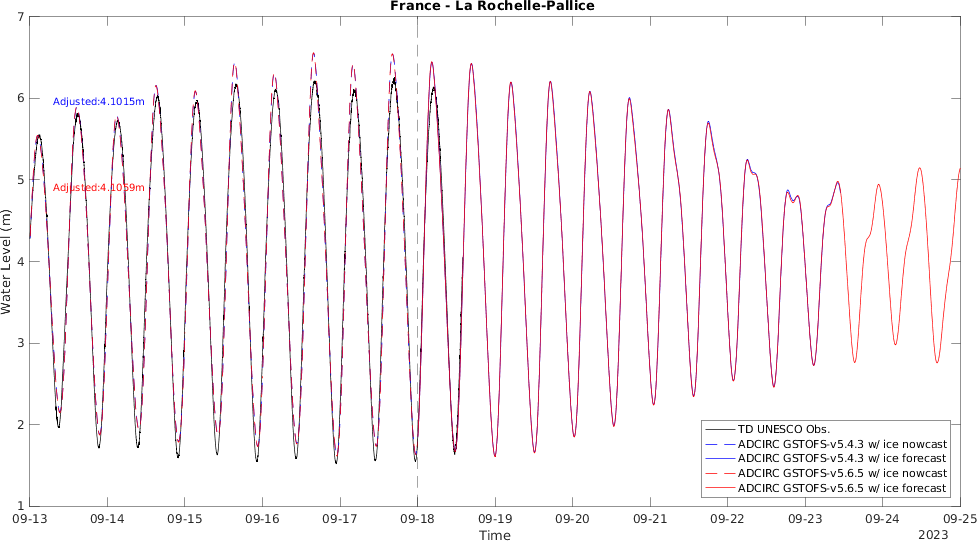 France - La Rochelle-Pallice
7
6
5
4
3
2
1
Water Level (m)
Adjusted:4.1015m
Adjusted:4.1059m
TD UNESCO Obs.
ADCIRC GSTOFS-v5.4.3 w/ ice nowcast
ADCIRC GSTOFS-v5.4.3 w/ ice forecast
ADCIRC GSTOFS-v5.6.5 w/ ice nowcast
ADCIRC GSTOFS-v5.6.5 w/ ice forecast
09-13 09-14 09-15 09-16 09-17 09-18 09-19 09-20 09-21 09-22 09-23 09-24 09-25
Time
2023